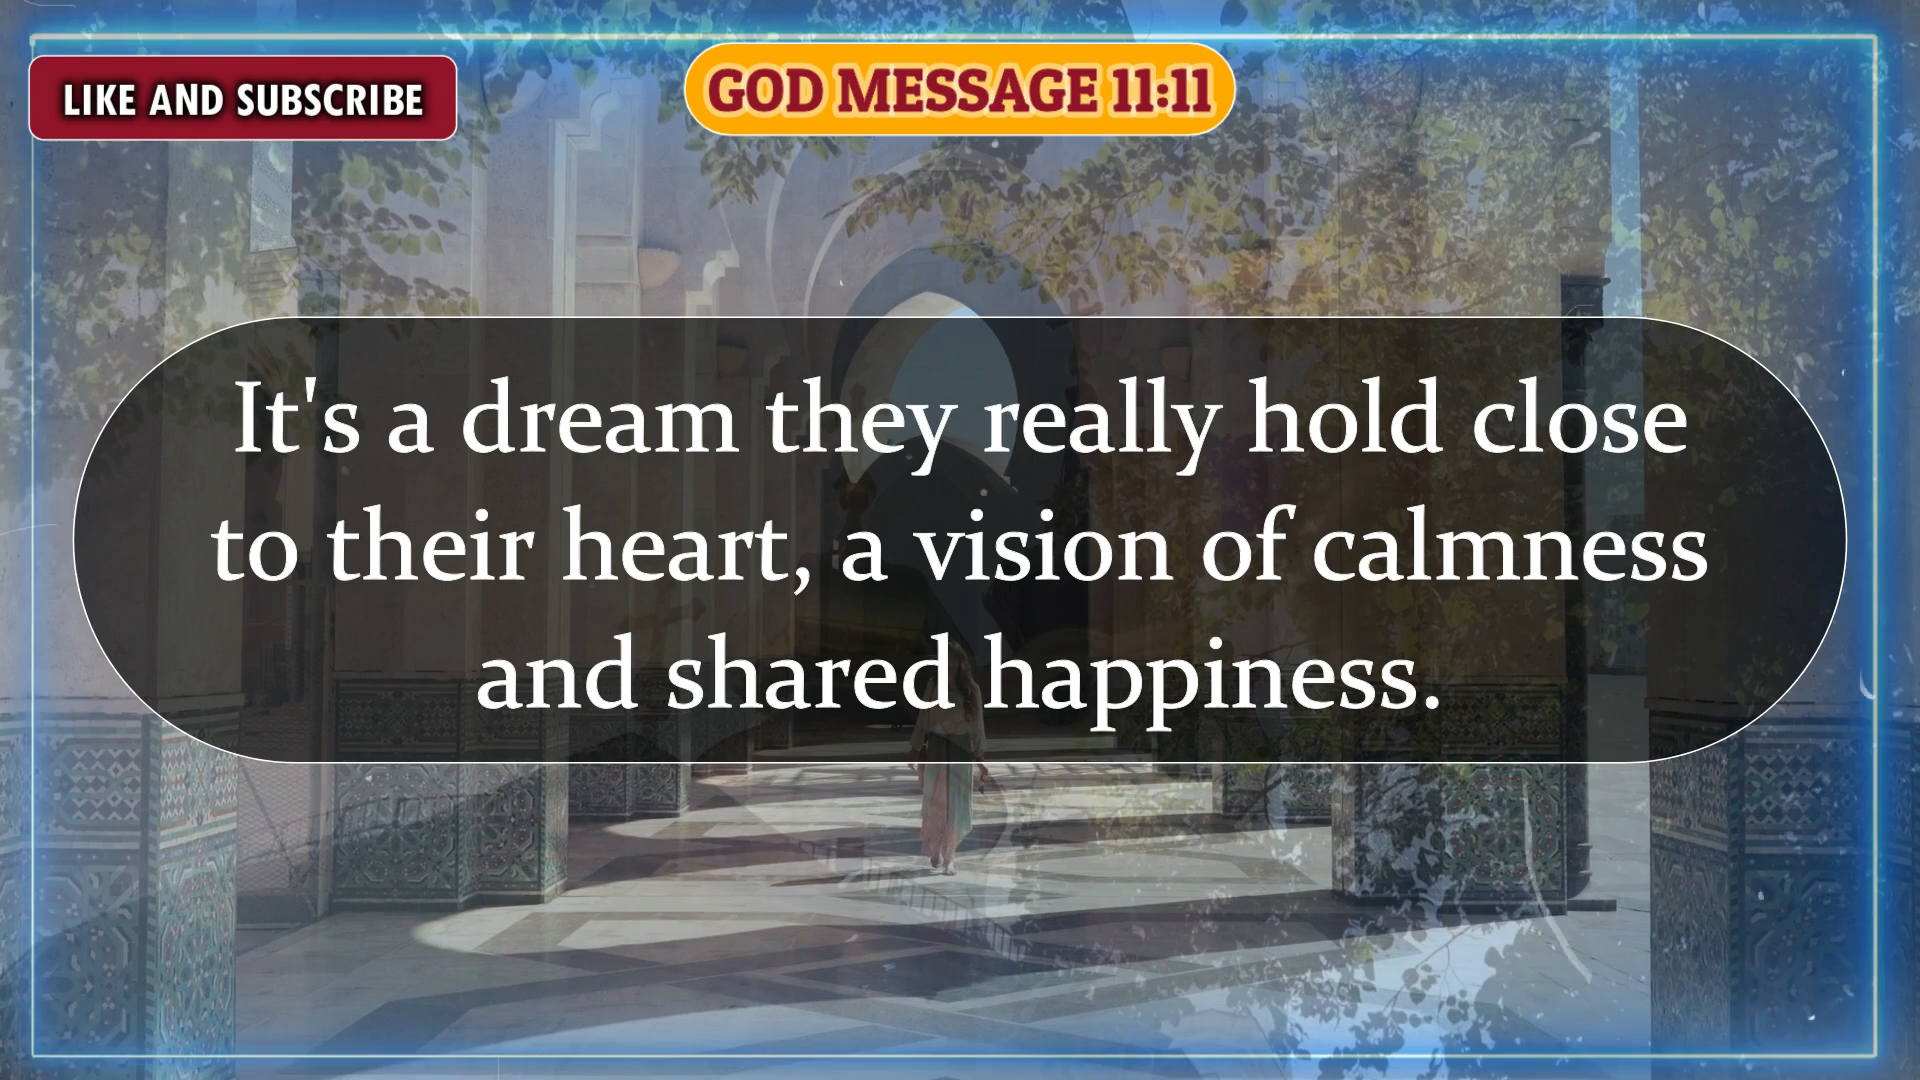 LIKE AND SUBSCRIBE
GOD MESSAGE 11:11
It's a dream they really hold close
to their heart, a vision of calmness
and shared happiness.